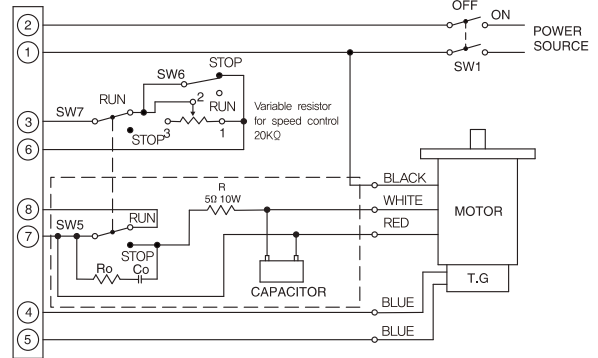 OFF
ON
2
POWER
SOURCE
1
SW1
STOP
SW6
RUN
2
RUN
SW7
Variable resistor
for speed control
20KΩ
3
STOP
3
1
6
BLACK
R
5Ω 10W
WHITE
8
RUN
MOTOR
SW5
RED
7
STOP
Ro
Co
T.G
CAPACITOR
BLUE
4
BLUE
5